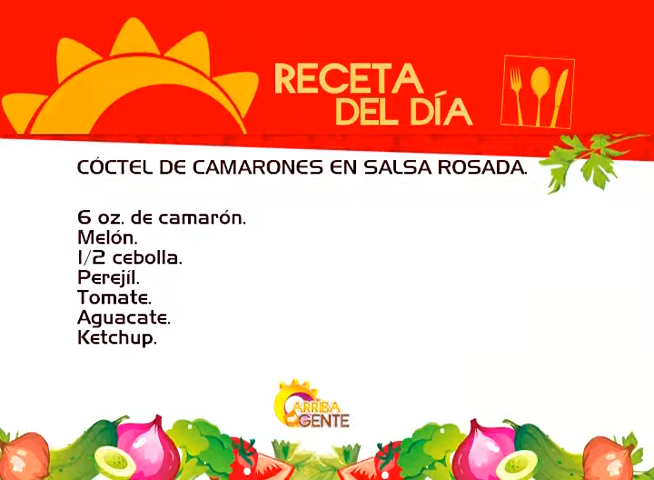 RECETA
DEL DÍA
CÓCTEL DE CAMARONES EN SALSA ROSADA.
6 oz. de camarón.
Melón.
1/2 cebolla.
Perejíl.
Tomate.
Aguacate.
Ketchup.
ARRIBA
GENTE